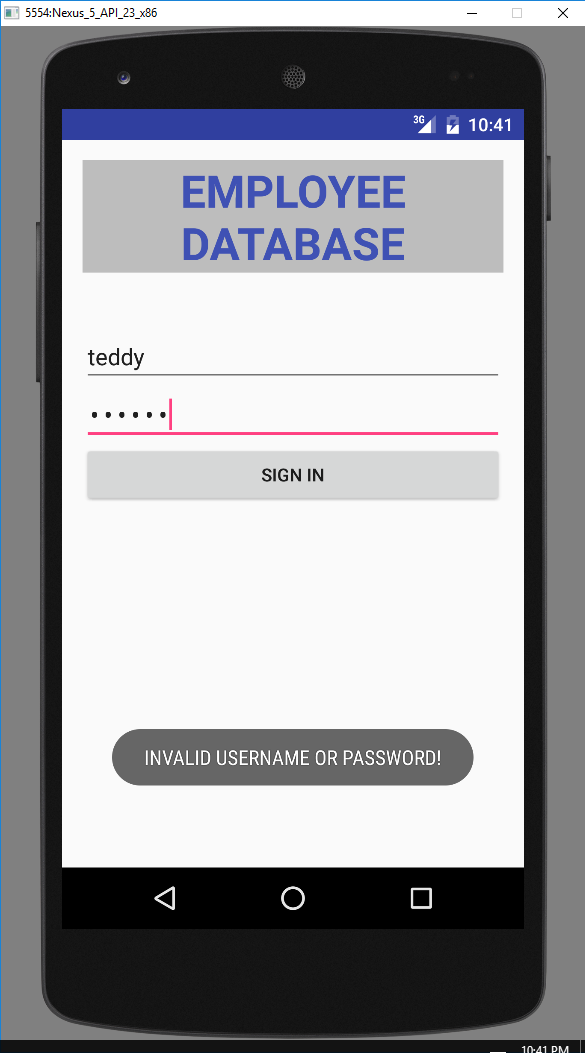 5554:Nexus_5_API_23_x86
3G 10:41
EMPLOYEE
DATABASE
teddy
••••••
SIGN IN
INVALID USERNAME OR PASSWORD!
10:41 PM